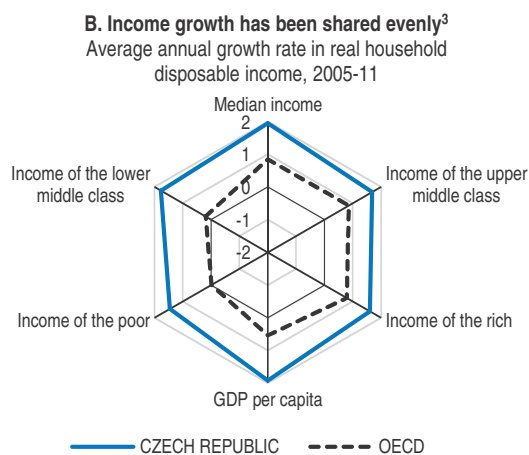 B. Income growth has been shared evenly³
Average annual growth rate in real household
disposable income, 2005-11
Median income
2
1
0
-1
-2
Income of the lower
middle class
Income of the upper
middle class
Income of the poor
Income of the rich
GDP per capita
CZECH REPUBLIC
OECD